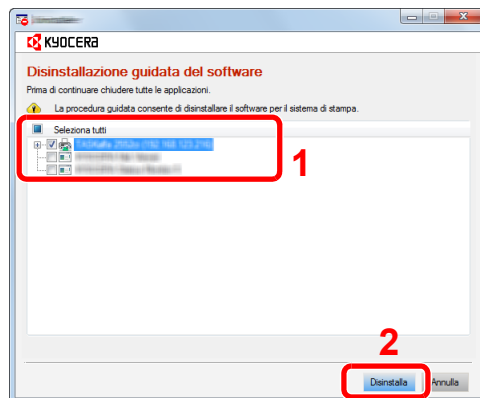 KYOCERA
Disinstallazione guidata del software
Prima di continuare chiudere tutte le applicazioni.
La procedura guidata consente di disinstallare il software per il sistema di stampa.
Seleziona tutti
1
2
Disinstalla
Annulla